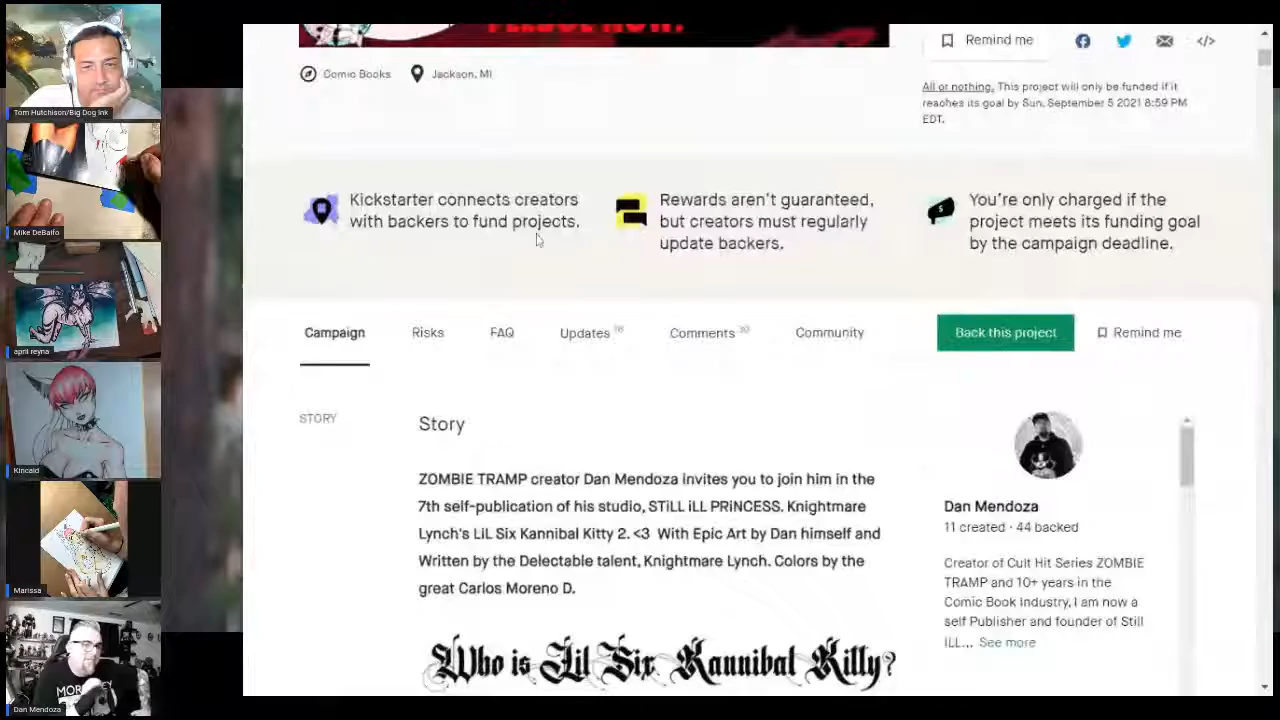 PLEDGE NOW!
Comic Books
Jackson, MI
Remind me
All or nothing. This project will only be funded if it
reaches its goal by Sun, September 5 2021 8:59 PM
EDT.
Kickstarter connects creators
with backers to fund projects.
Rewards aren't guaranteed,
but creators must regularly
update backers.
You're only charged if the
project meets its funding goal
by the campaign deadline.
Campaign
Risks
FAQ
Updates
Comments
Community
Back this project
Remind me
STORY
Story
ZOMBIE TRAMP creator Dan Mendoza invites you to join him in the
7th self-publication of his studio, STiLL iLL PRiNCESS. Knightmare
Lynch's LiL Six Kannibal Kitty 2. <3 With Epic Art by Dan himself and
Written by the Delectable talent, Knightmare Lynch. Colors by the
great Carlos Moreno D.
Who is Lil Six Kannibal Killy?
Dan Mendoza
11 created · 44 backed
Creator of Cult Hit Series ZOMBIE
TRAMP and 10+ years in the
Comic Book Industry, I am now a
self Publisher and founder of Still
ILL... See more
Tom Hutchison/Big Dog Ink
Mike DeBalfo
april reyna
Kincaid
Marissa
Dan Mendoza